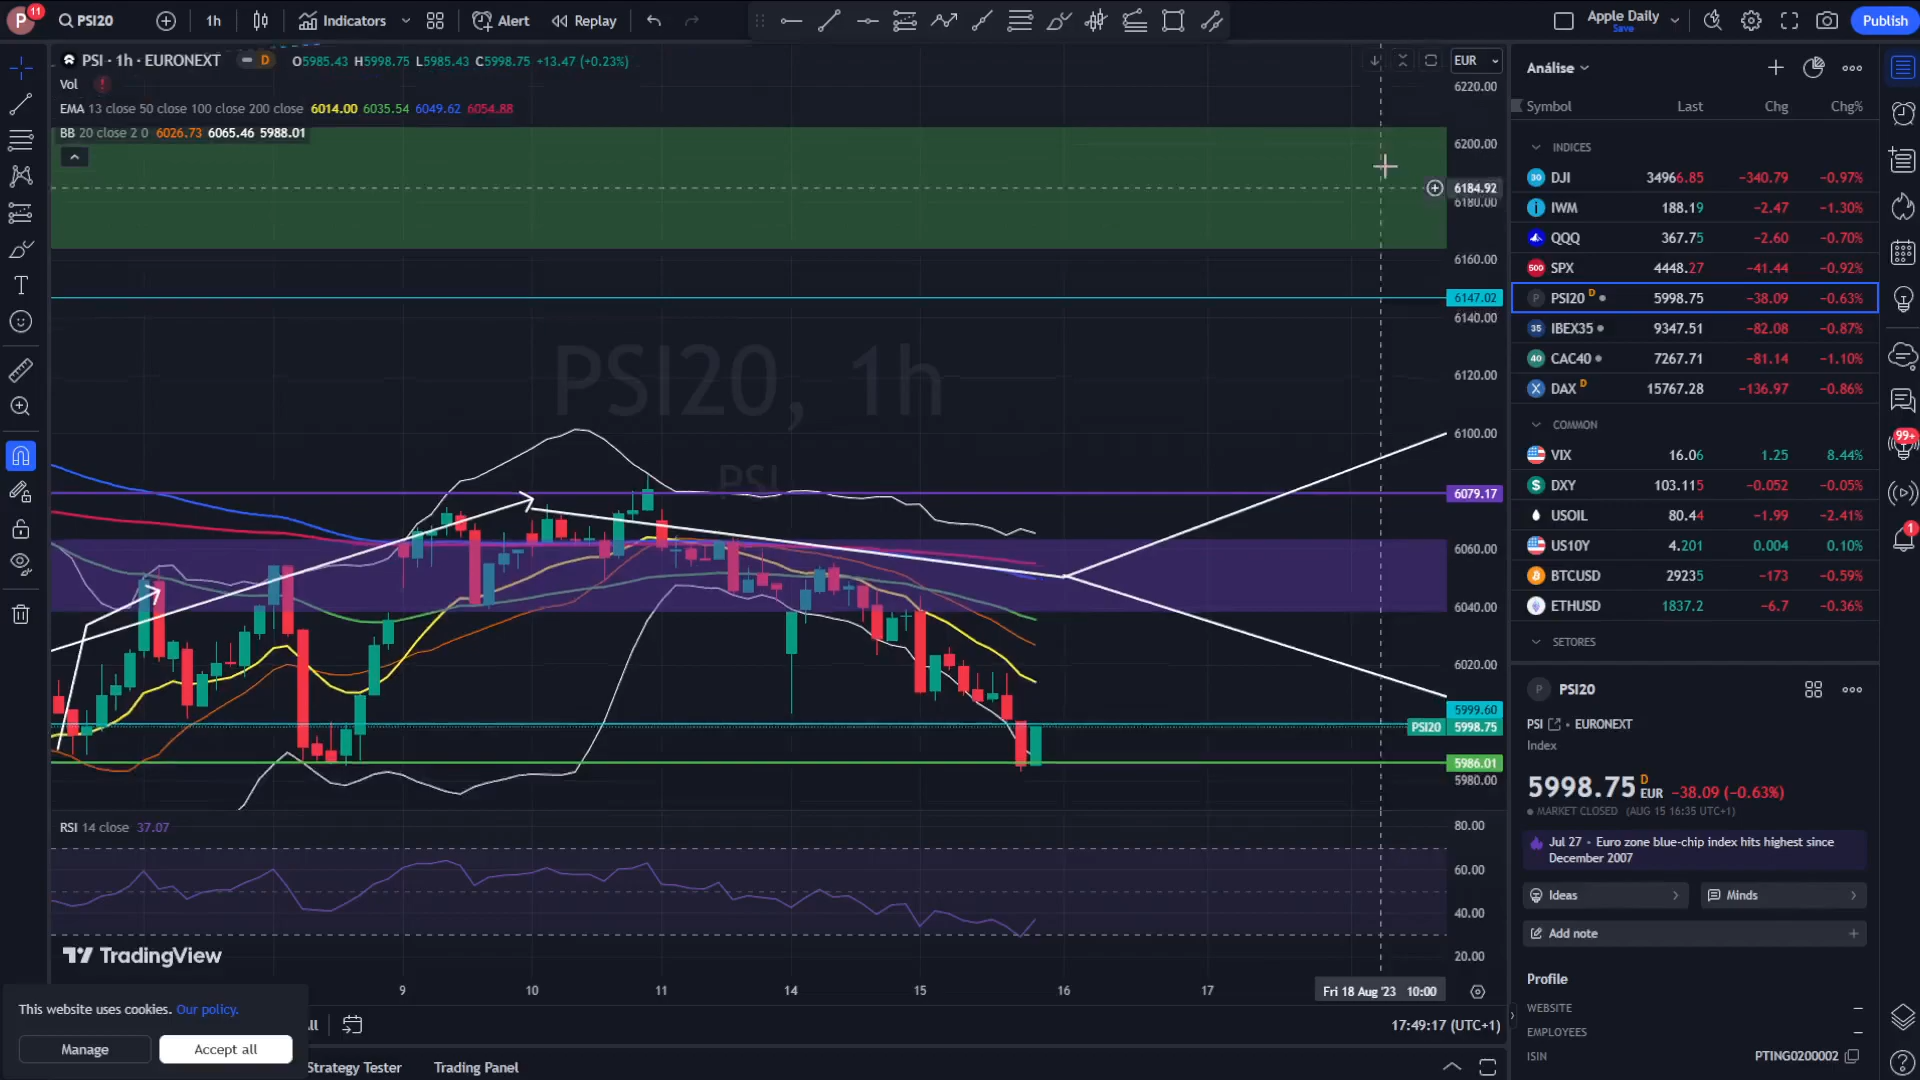 P
11
PSI20
1h
Indicators
Alert
Replay
Apple Daily
Save
Publish
PSI · 1h · EURONEXT
D
O5985.43 H5998.75 L5985.43 C5998.75 +13.47 (+0.23%)
Vol
EMA 13 close 50 close 100 close 200 close 6014.00 6035.54 6049.62 6054.88
BB 20 close 2 0 6026.73 6065.46 5988.01
PSI20, 1h
PSI
EUR
6220.00
6200.00
6184.92
6180.00
6160.00
6147.02
6140.00
6120.00
6100.00
6079.17
6060.00
6040.00
6020.00
5999.60
PSI20 5998.75
5986.01
5980.00
RSI 14 close 37.07
80.00
60.00
40.00
20.00
TradingView
9 10 11 14 15 16 17
Fri 18 Aug '23 10:00
17:49:17 (UTC+1)
This website uses cookies. Our policy.
Manage
Accept all
Strategy Tester
Trading Panel
Análise
Symbol Last Chg Chg%
INDICES
30 DJI 34966.85 −340.79 −0.97%
IWM 188.19 −2.47 −1.30%
QQQ 367.75 −2.60 −0.70%
500 SPX 4448.27 −41.44 −0.92%
P PSI20 D 5998.75 −38.09 −0.63%
35 IBEX35 9347.51 −82.08 −0.87%
40 CAC40 7267.71 −81.14 −1.10%
X DAX D 15767.28 −136.97 −0.86%
COMMON
VIX 16.06 1.25 8.44%
$ DXY 103.115 −0.052 −0.05%
USOIL 80.44 −1.99 −2.41%
US10Y 4.201 0.004 0.10%
BTCUSD 29235 −173 −0.59%
ETHUSD 1837.2 −6.7 −0.36%
SETORES
P PSI20
PSI · EURONEXT
Index
5998.75 D EUR −38.09 (−0.63%)
MARKET CLOSED (AUG 15 16:35 UTC+1)
Jul 27 · Euro zone blue-chip index hits highest since
December 2007
Ideas
Minds
Add note
Profile
WEBSITE –
EMPLOYEES –
ISIN PTING0200002
99+
1